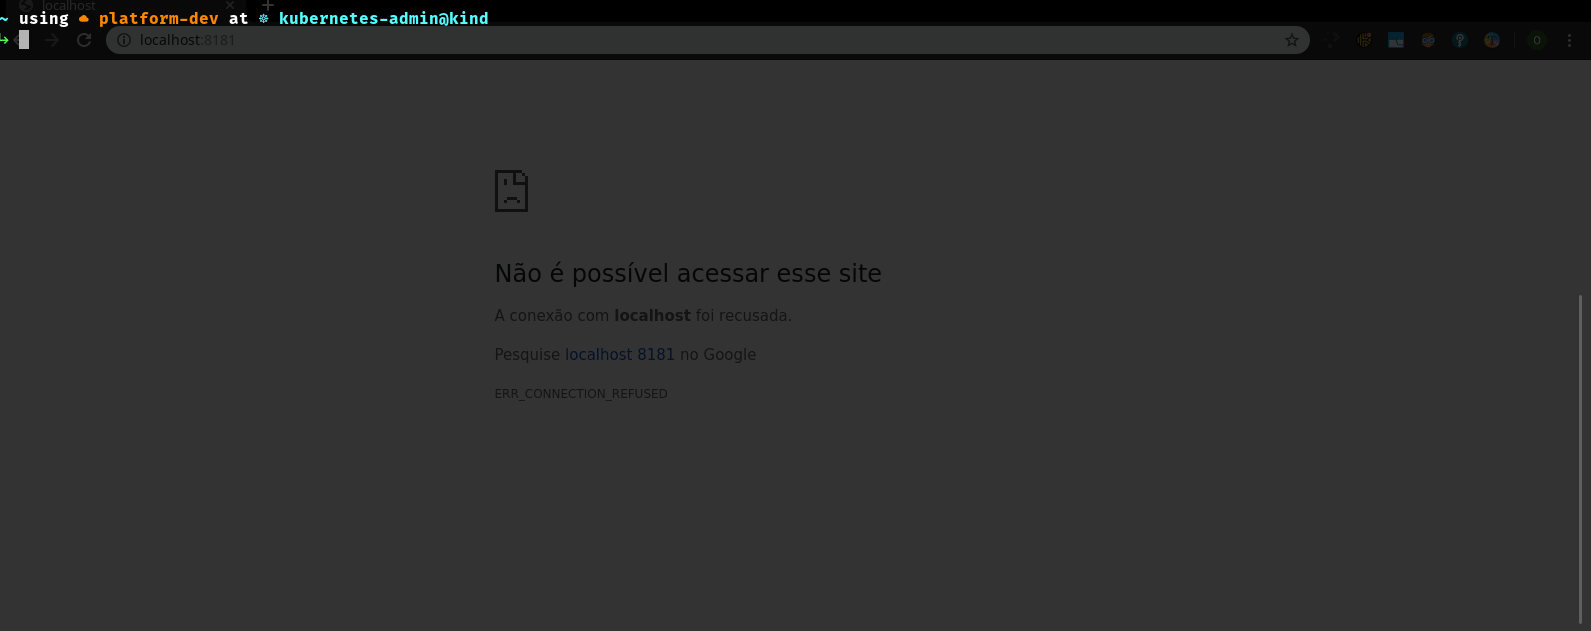 localhost
~ using platform-dev at ☸ kubernetes-admin@kind
localhost:8181
O
Não é possível acessar esse site
A conexão com localhost foi recusada.
Pesquise localhost 8181 no Google
ERR_CONNECTION_REFUSED